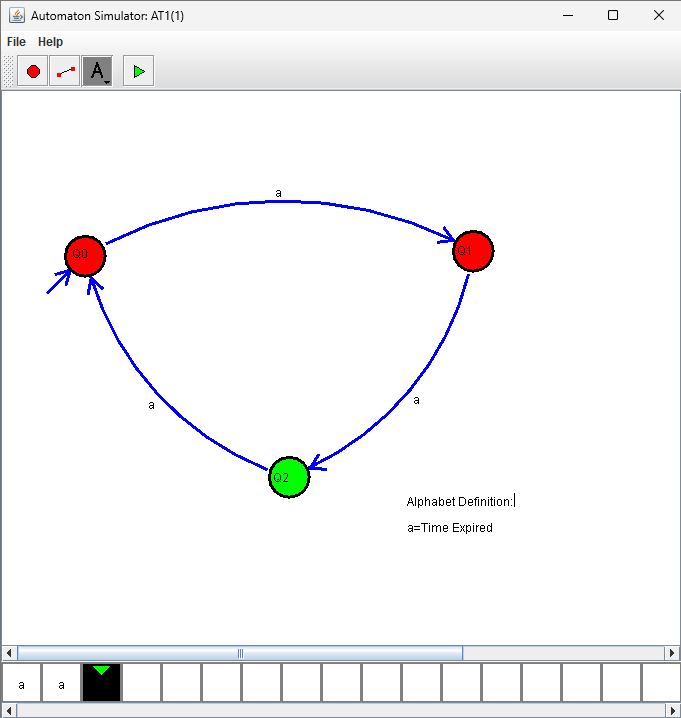 Automaton Simulator: AT1(1)
File Help
A
a
Q0
Q1
a
a
Q2
Alphabet Definition:
a=Time Expired
a a